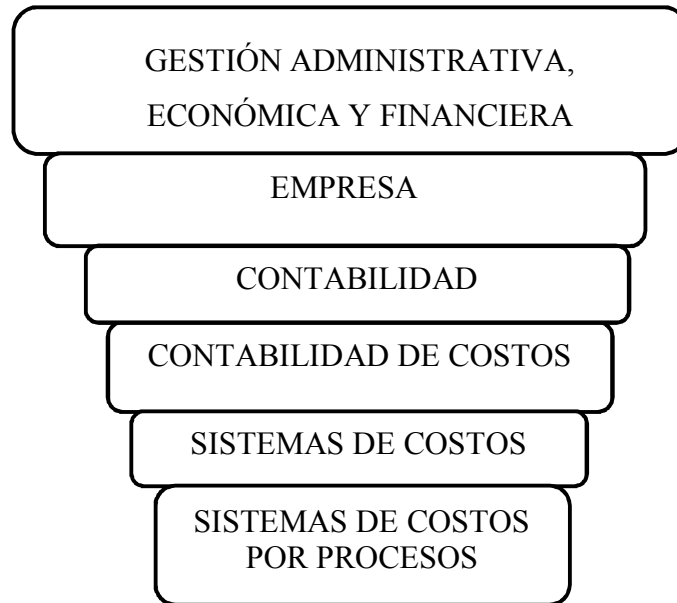 GESTIÓN ADMINISTRATIVA,
ECONÓMICA Y FINANCIERA
EMPRESA
CONTABILIDAD
CONTABILIDAD DE COSTOS
SISTEMAS DE COSTOS
SISTEMAS DE COSTOS
POR PROCESOS